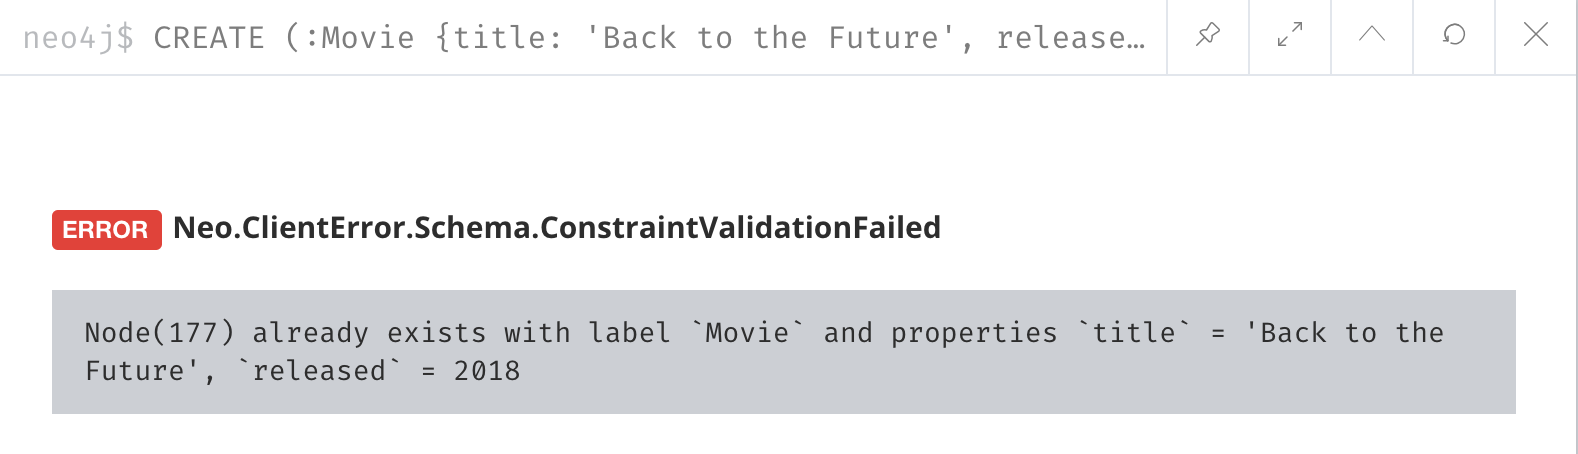 neo4j$ CREATE (:Movie {title: 'Back to the Future', release…
ERROR Neo.ClientError.Schema.ConstraintValidationFailed
Node(177) already exists with label `Movie` and properties `title` = 'Back to the
Future', `released` = 2018